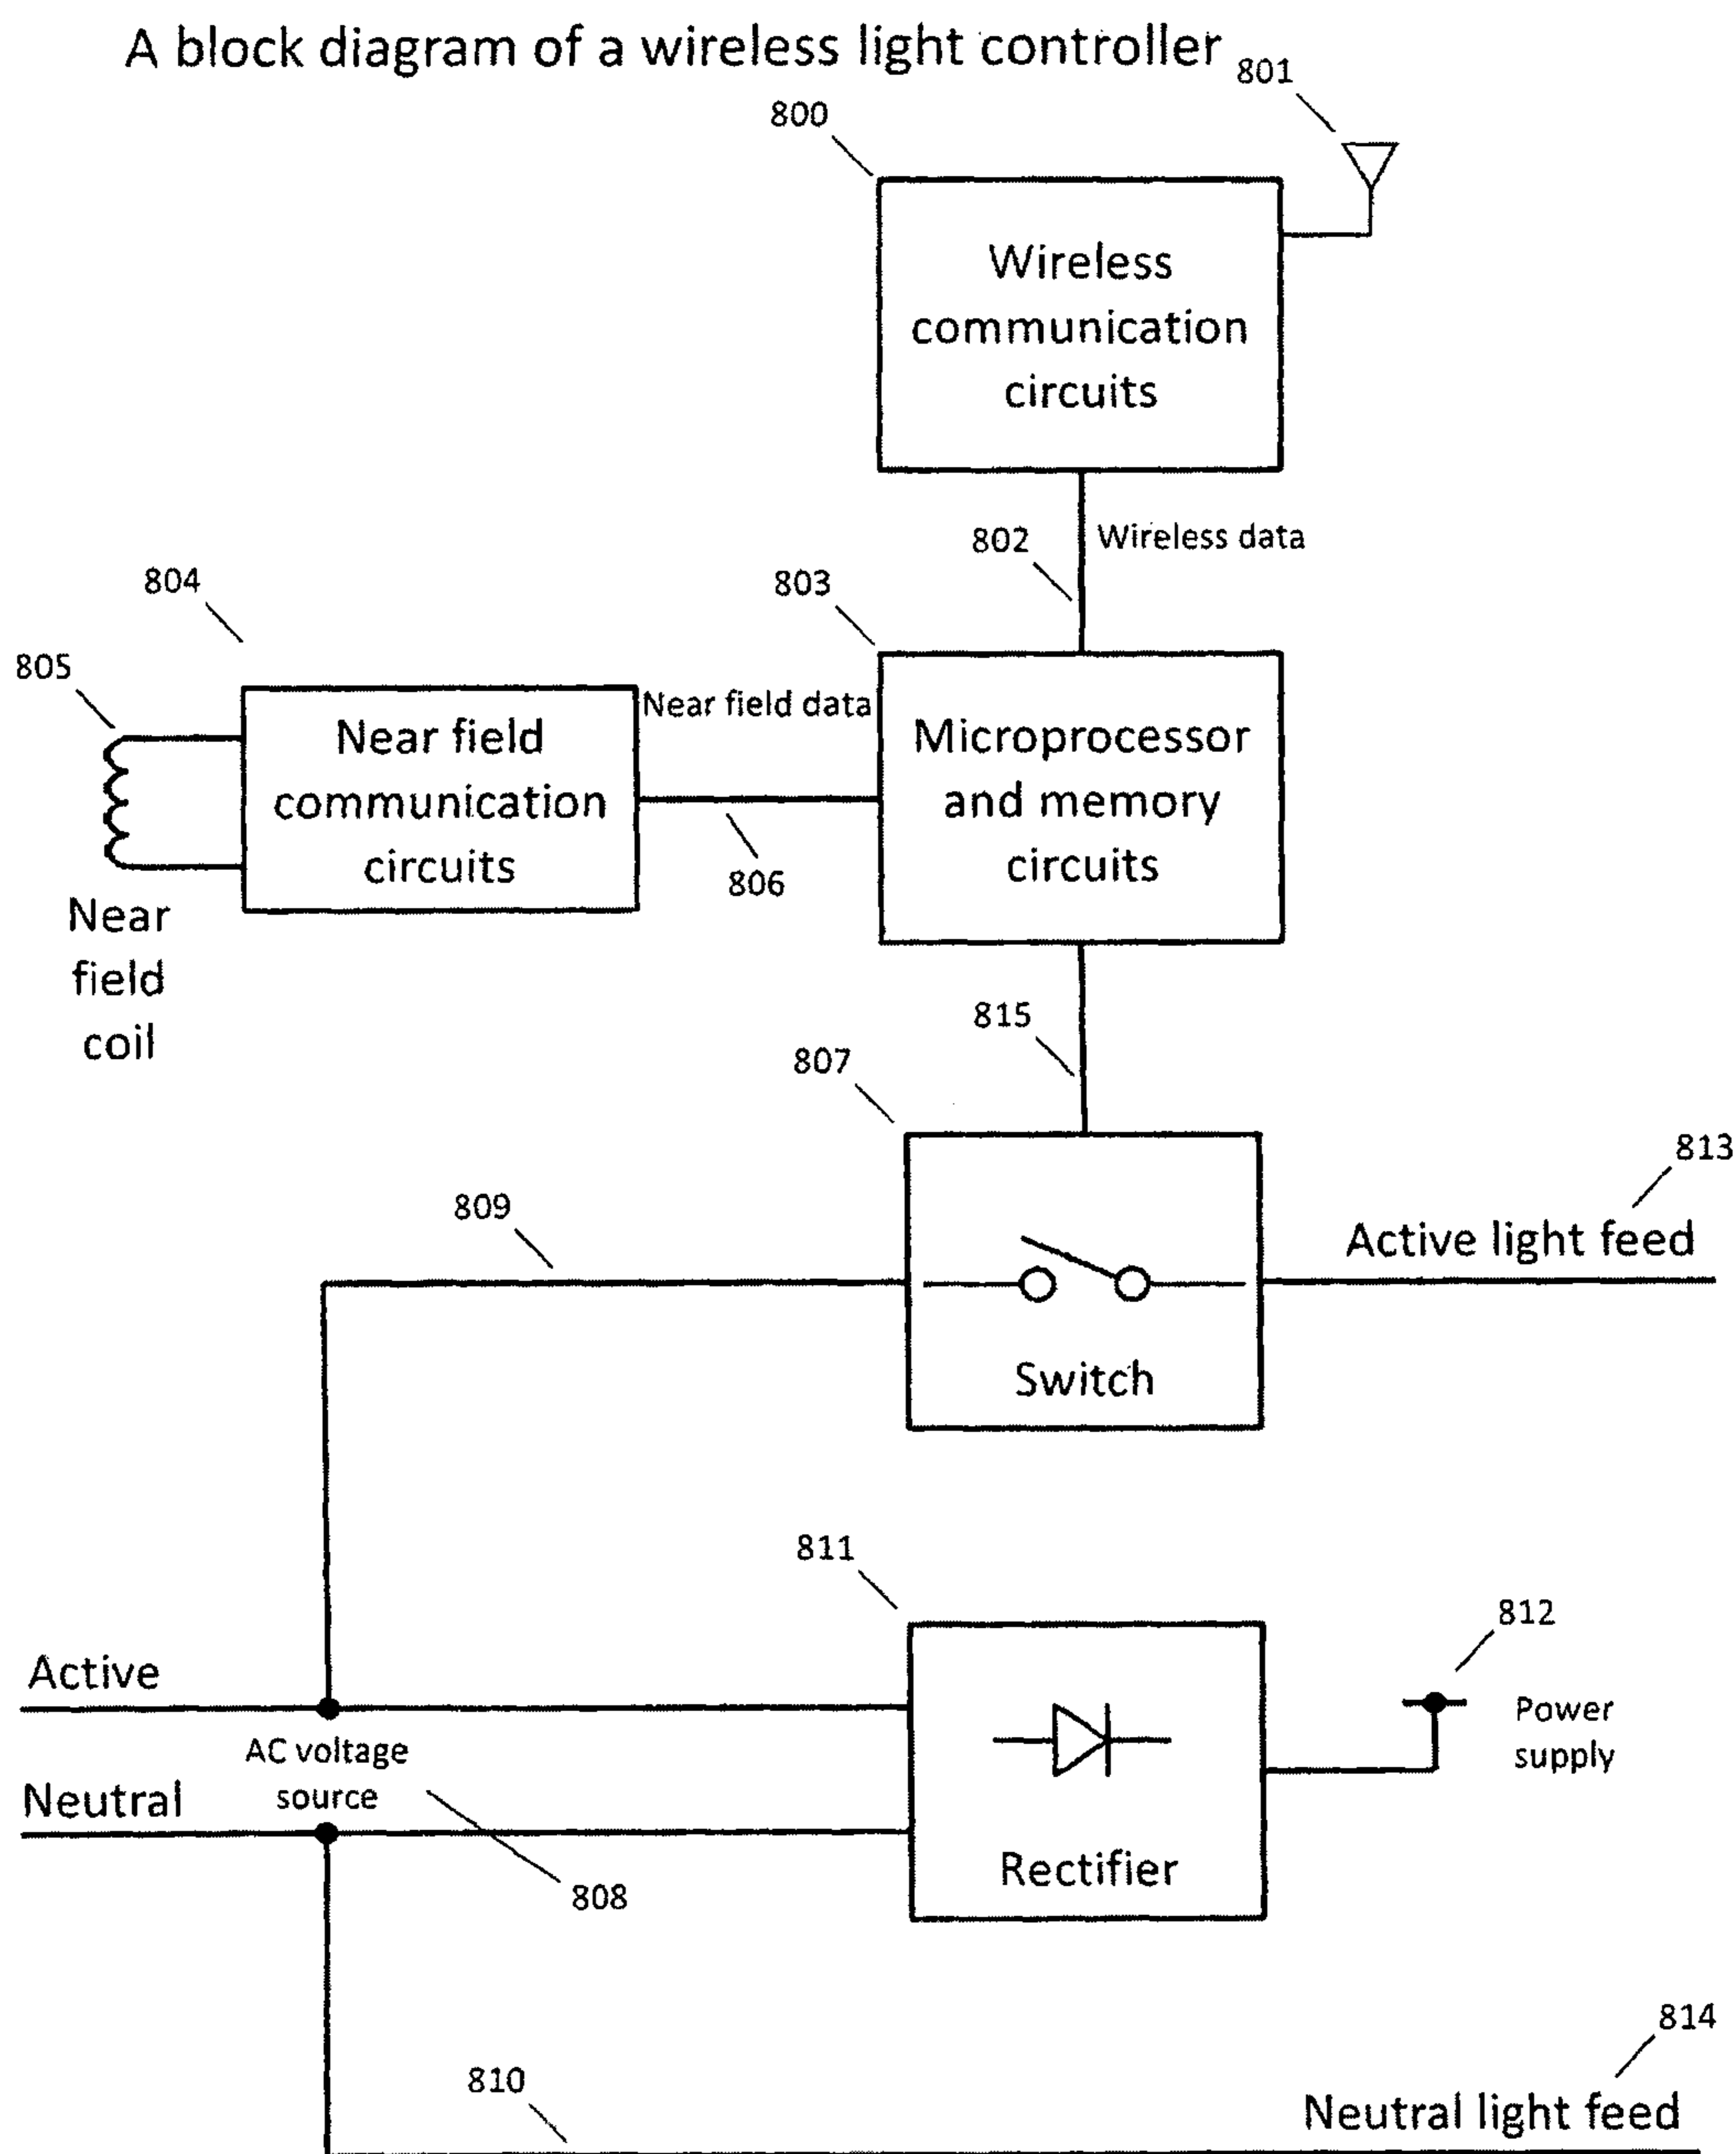 A block diagram of a wireless light controller
801
800
Wireless
communication
circuits
802
Wireless data
804
803
805
Near field data
Near field
communication
circuits
Microprocessor
and memory
circuits
806
Near
field
coil
815
807
813
809
Active light feed
Switch
811
812
Active
Power
supply
AC voltage
source
Neutral
Rectifier
808
814
810
Neutral light feed